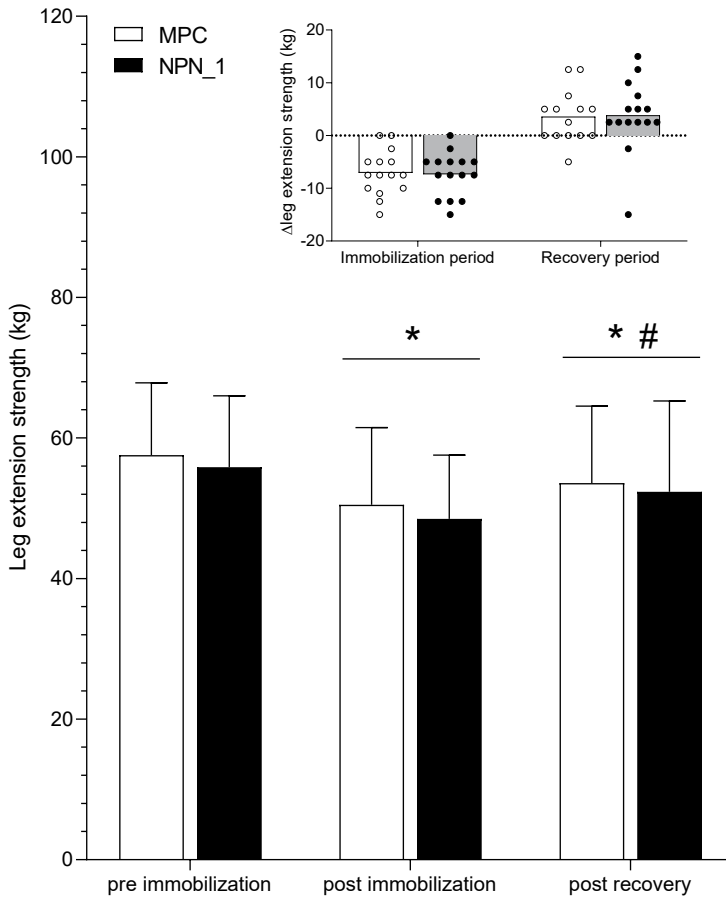 120
100
80
60
40
20
0
Leg extension strength (kg)
MPC
NPN_1
20
10
0
-10
-20
Δleg extension strength (kg)
Immobilization period
Recovery period
*
* #
pre immobilization
post immobilization
post recovery